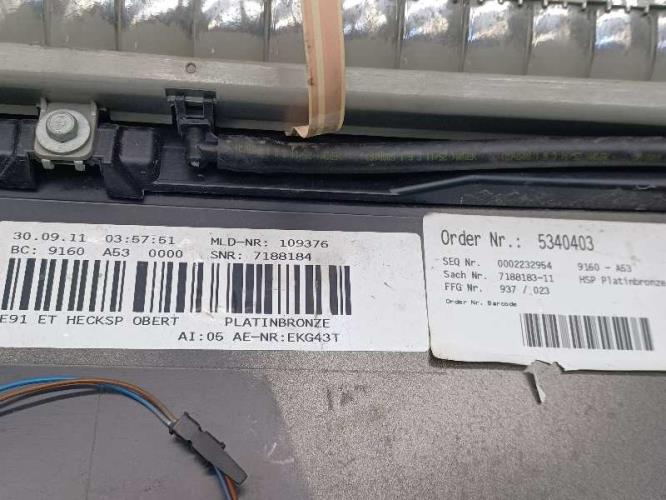 30.09.11 03:57:51 MLD-NR: 109376
BC: 9160 A53 0000 SNR: 7188184
E91 ET HECKSP OBERT PLATINBRONZE
AI:06 AE-NR:EKG43T
Order Nr.: 5340403
SEQ Nr. 0002232954 9160 - A53
Sach Nr. 7188183-11 HSP Platinbronze
FFG Nr. 937 / 023
Order Nr. Barcode